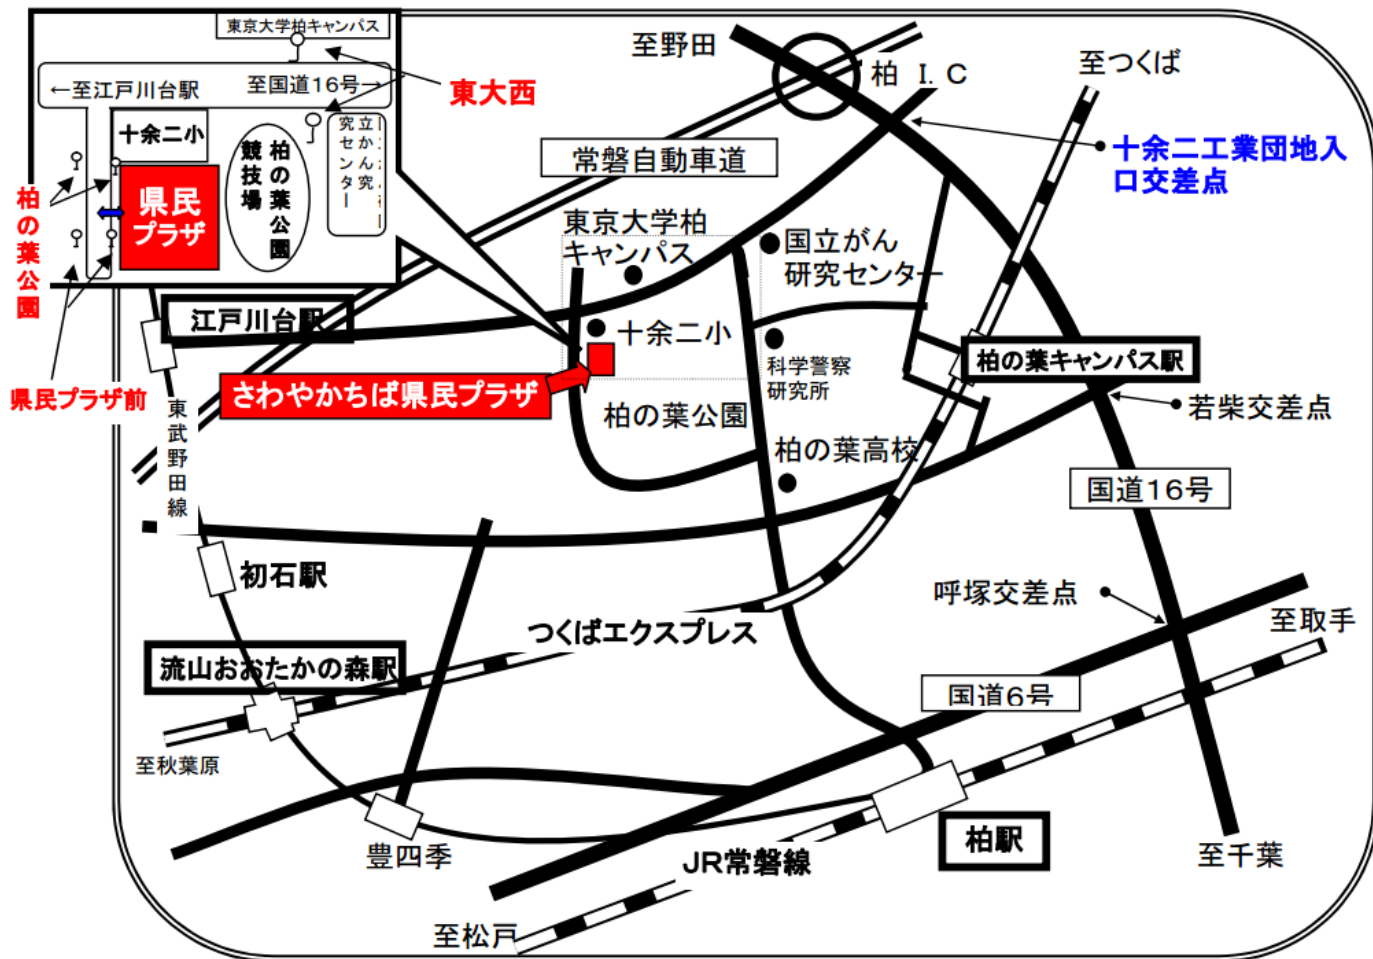 東京大学柏キャンパス
←至江戸川台駅
至国道16号→
東大西
十余二小
県民
プラザ
柏の葉公園
競技場
立がん究
究センター
柏の葉公園
県民プラザ前
至野田
柏 I.C
至つくば
常磐自動車道
十余二工業団地入
口交差点
東京大学柏
キャンパス
国立がん
研究センター
江戸川台駅
十余二小
科学警察
研究所
柏の葉キャンパス駅
さわやかちば県民プラザ
柏の葉公園
若柴交差点
東武野田線
柏の葉高校
国道16号
初石駅
呼塚交差点
至取手
つくばエクスプレス
流山おおたかの森駅
国道6号
至秋葉原
豊四季
JR常磐線
柏駅
至千葉
至松戸